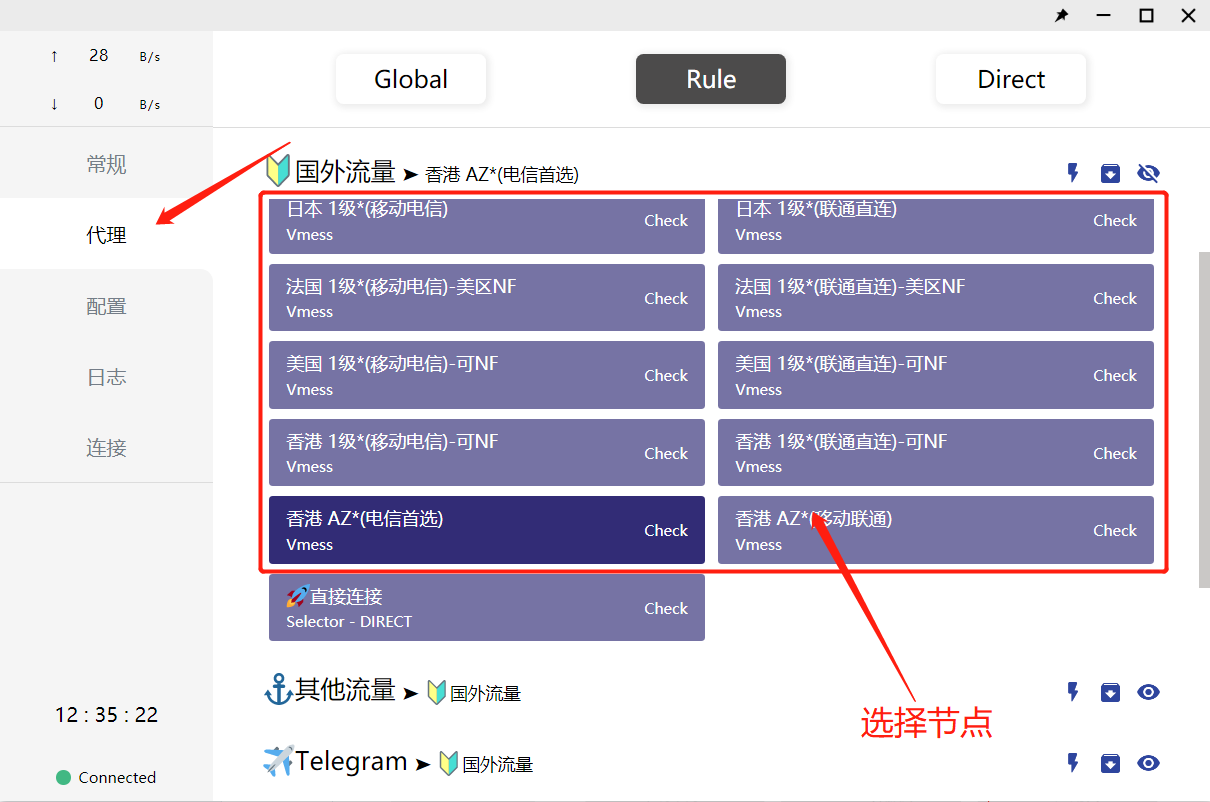 ↑ 28 B/s
↓ 0 B/s
常规
代理
配置
日志
连接
12 : 35 : 22
Connected
Global Rule Direct
国外流量 ➤ 香港 AZ*(电信首选)
日本 1级*(移动电信)
Vmess
Check
日本 1级*(联通直连)
Vmess
Check
法国 1级*(移动电信)-美区NF
Vmess
Check
法国 1级*(联通直连)-美区NF
Vmess
Check
美国 1级*(移动电信)-可NF
Vmess
Check
美国 1级*(联通直连)-可NF
Vmess
Check
香港 1级*(移动电信)-可NF
Vmess
Check
香港 1级*(联通直连)-可NF
Vmess
Check
香港 AZ*(电信首选)
Vmess
Check
香港 AZ*(移动联通)
Vmess
Check
🚀直接连接
Selector - DIRECT
Check
其他流量 ➤ 国外流量
选择节点
Telegram ➤ 国外流量